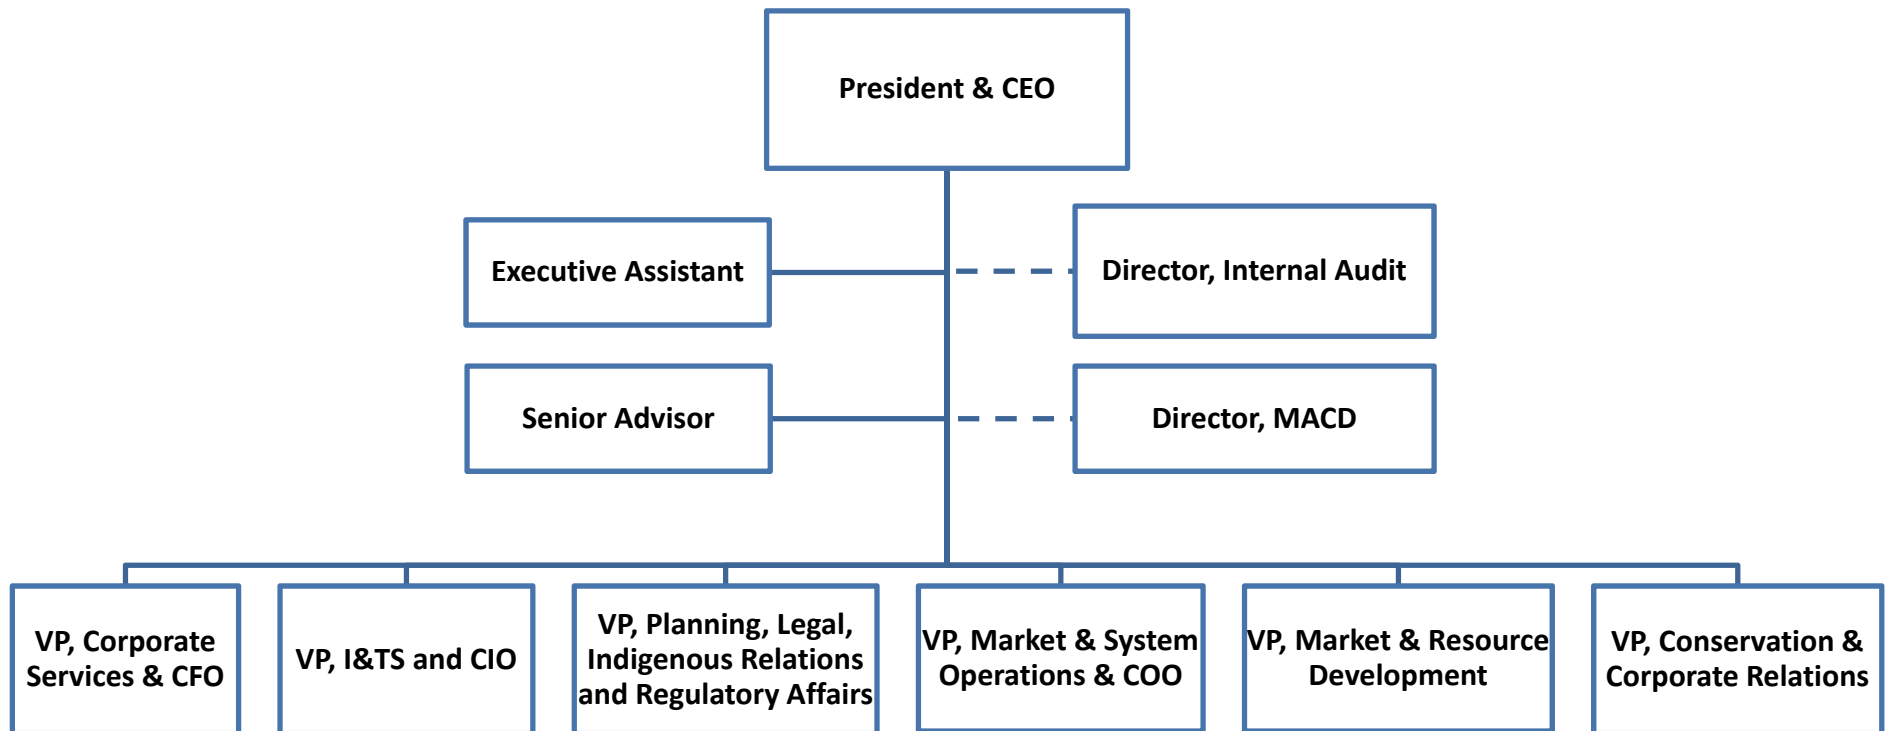 President & CEO
Executive Assistant
Director, Internal Audit
Senior Advisor
Director, MACD
VP, Corporate
Services & CFO
VP, I&TS and CIO
VP, Planning, Legal,
Indigenous Relations
and Regulatory Affairs
VP, Market & System
Operations & COO
VP, Market & Resource
Development
VP, Conservation &
Corporate Relations